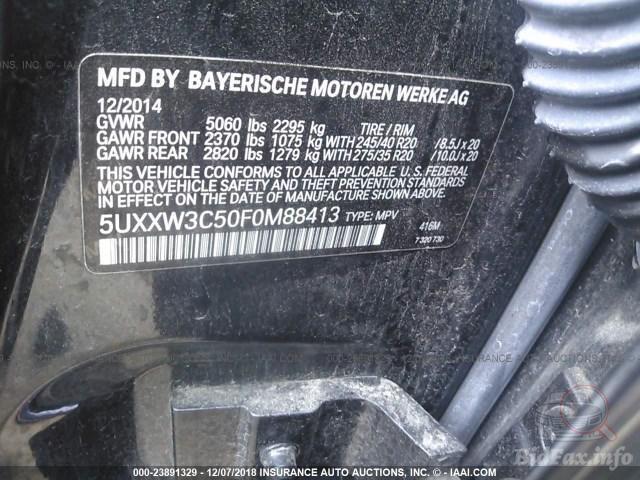 MFD BY BAYERISCHE MOTOREN WERKE AG
12/2014
GVWR 5060 lbs 2295 kg TIRE / RIM
GAWR FRONT 2370 lbs 1075 kg WITH 245/40 R20 /8.5J x 20
GAWR REAR 2820 lbs 1279 kg WITH 275/35 R20 /10.0J x 20
THIS VEHICLE CONFORMS TO ALL APPLICABLE U. S. FEDERAL
MOTOR VEHICLE SAFETY, BUMPER, AND THEFT PREVENTION STANDARDS
IN EFFECT ON THE DATE OF MANUFACTURE SHOWN ABOVE.
5UXXW3C50F0M88413 TYPE: MPV 416M
7 320 730
BidFax.info
000-23891329 - 12/07/2018 INSURANCE AUTO AUCTIONS, INC. - © IAAI.COM